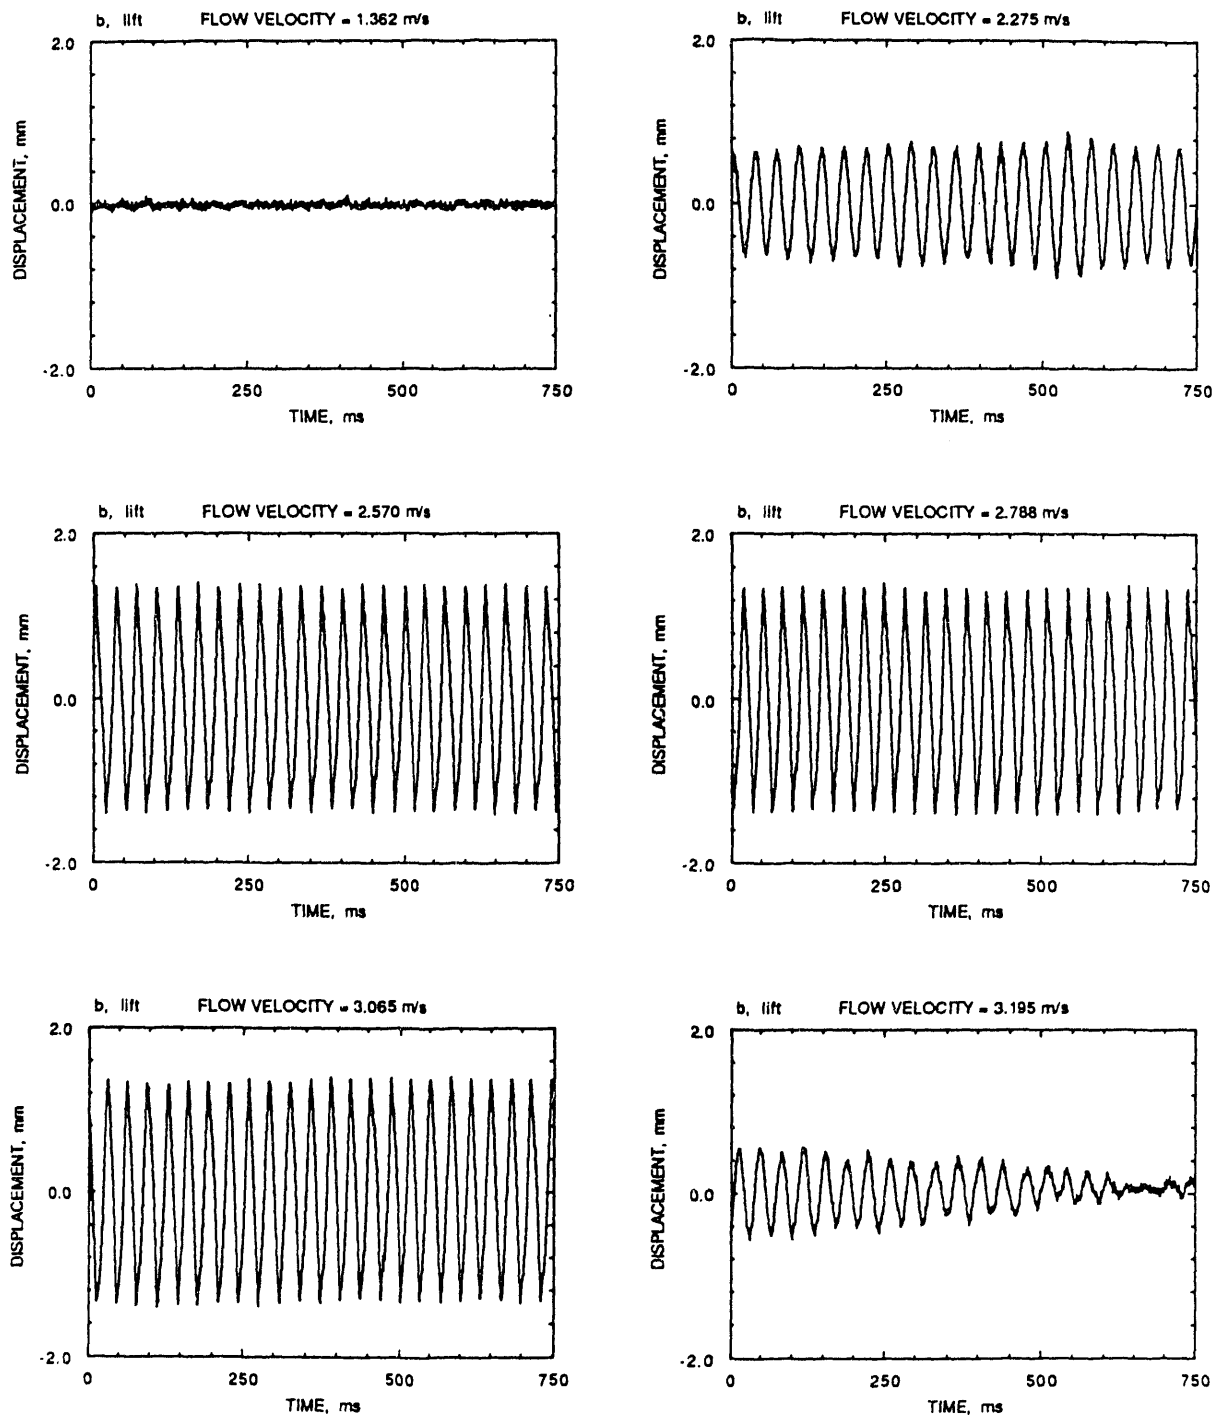 b, lift FLOW VELOCITY = 1.362 m/s
2.0
0.0
-2.0
DISPLACEMENT, mm
0 250 500 750
TIME, ms
b, lift FLOW VELOCITY = 2.275 m/s
2.0
0.0
-2.0
DISPLACEMENT, mm
0 250 500 750
TIME, ms
b, lift FLOW VELOCITY = 2.570 m/s
2.0
0.0
-2.0
DISPLACEMENT, mm
0 250 500 750
TIME, ms
b, lift FLOW VELOCITY = 2.788 m/s
2.0
0.0
-2.0
DISPLACEMENT, mm
0 250 500 750
TIME, ms
b, lift FLOW VELOCITY = 3.065 m/s
2.0
0.0
-2.0
DISPLACEMENT, mm
0 250 500 750
TIME, ms
b, lift FLOW VELOCITY = 3.195 m/s
2.0
0.0
-2.0
DISPLACEMENT, mm
0 250 500 750
TIME, ms